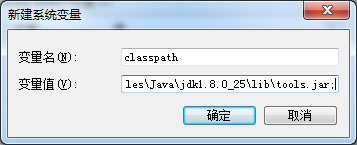 新建系统变量
变量名(N): classpath
变量值(V): les\Java\jdk1.8.0_25\lib\tools.jar;
确定 取消